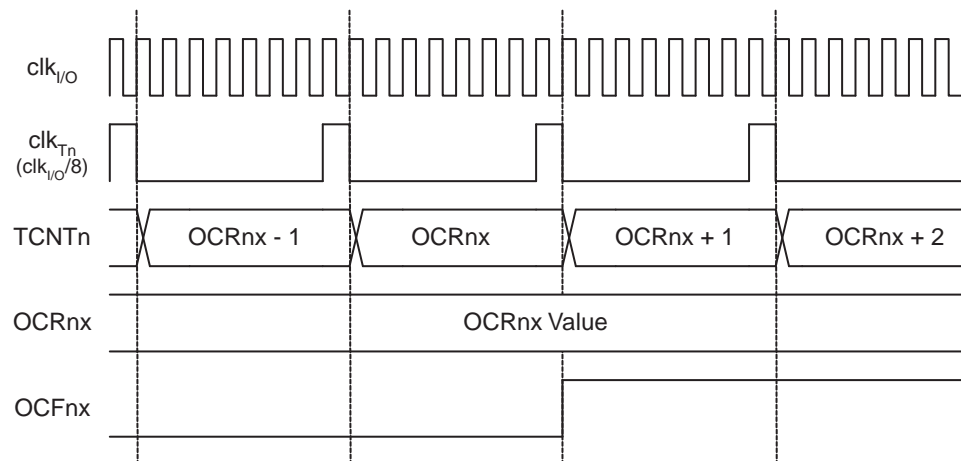 clkI/O
clkTn
(clkI/O/8)
TCNTn
OCRnx - 1
OCRnx
OCRnx + 1
OCRnx + 2
OCRnx
OCRnx Value
OCFnx